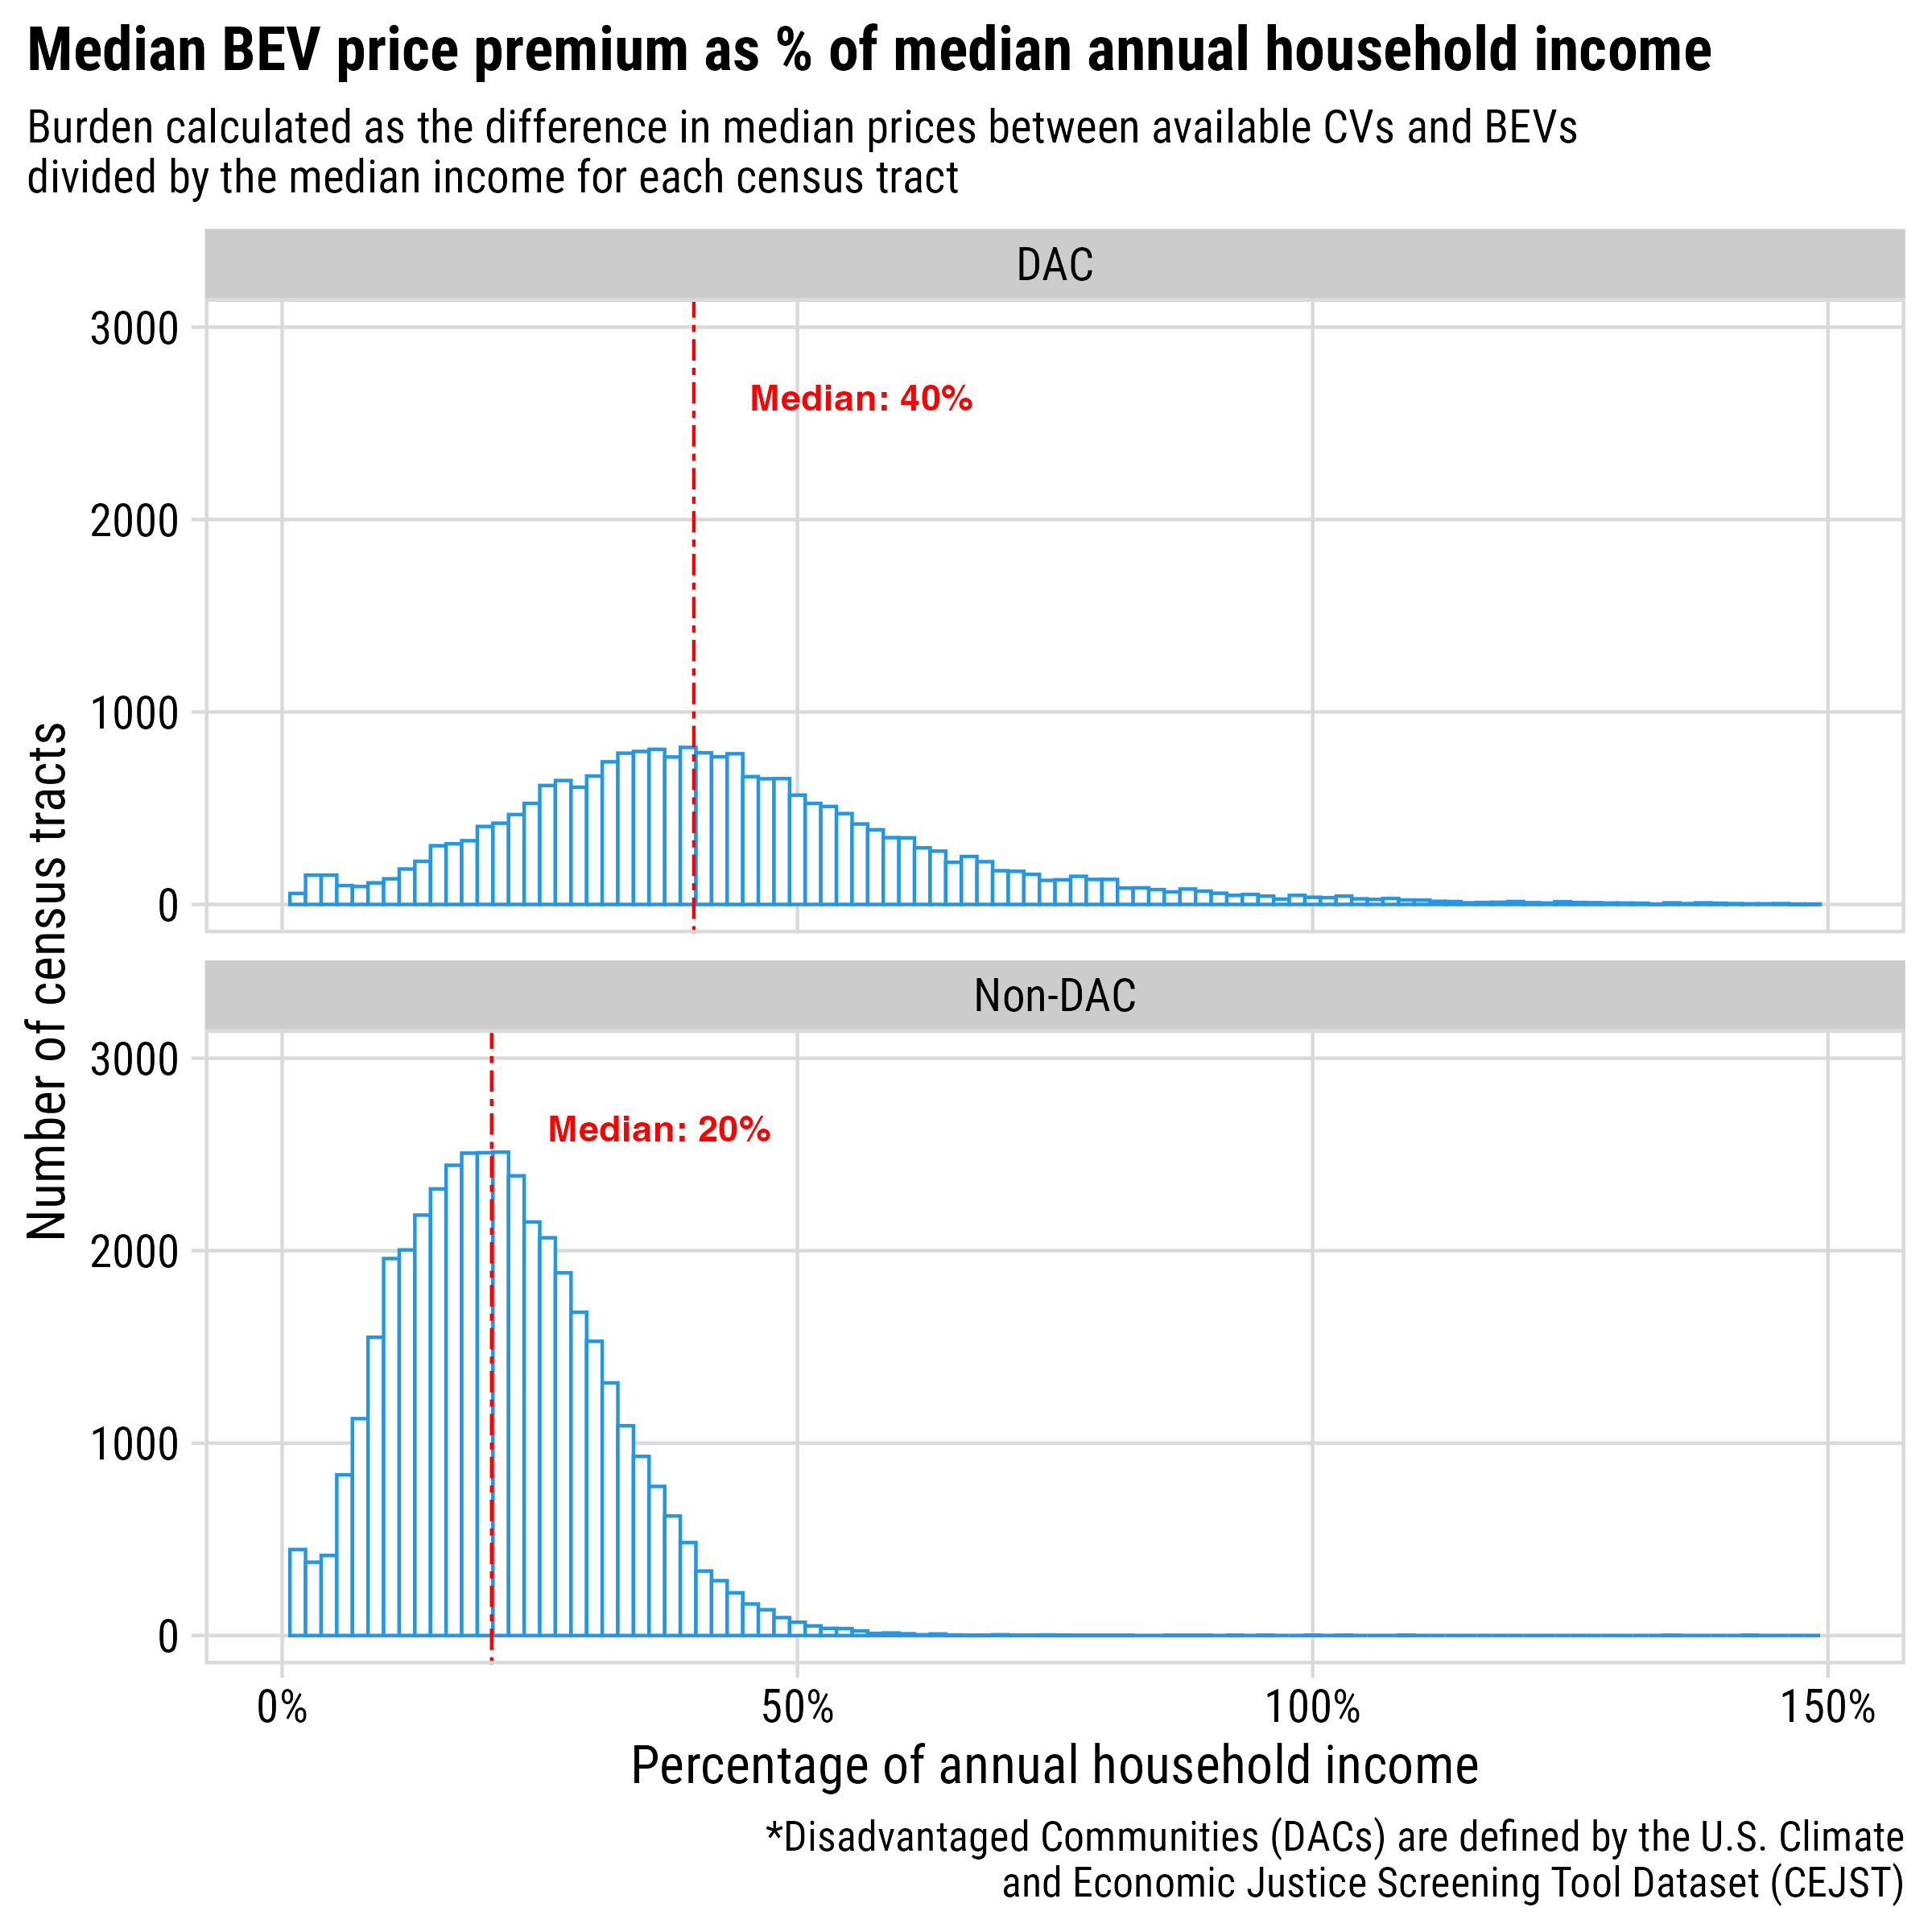 Median BEV price premium as % of median annual household income
Burden calculated as the difference in median prices between available CVs and BEVs
divided by the median income for each census tract
Number of census tracts
DAC
3000
2000
1000
0
Median: 40%
Non-DAC
3000
2000
1000
0
Median: 20%
0%
50%
100%
150%
Percentage of annual household income
*Disadvantaged Communities (DACs) are defined by the U.S. Climate
and Economic Justice Screening Tool Dataset (CEJST)